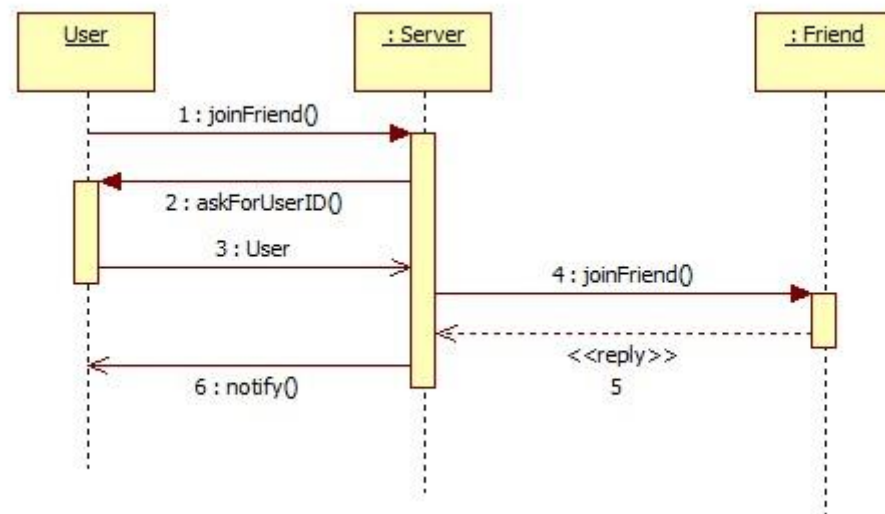 User
: Server
: Friend
1 : joinFriend()
2 : askForUserID()
3 : User
4 : joinFriend()
<<reply>>
5
6 : notify()